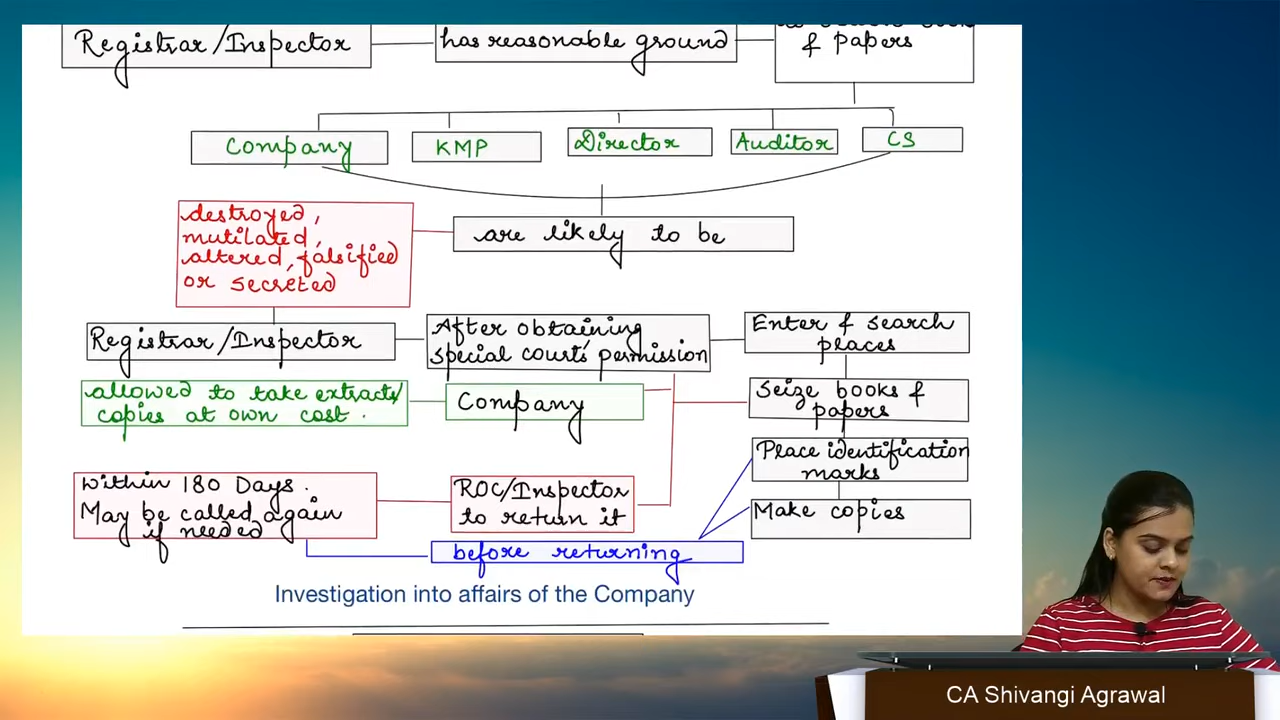 Registrar/Inspector
has reasonable ground
& papers
Company
KMP
Director
Auditor
CS
destroyed,
mutilated,
altered, falsified
or secreted
are likely to be
Registrar/Inspector
After obtaining
special court's permission
Enter & search
places
allowed to take extracts/
copies at own cost.
Company
Seize books &
papers
Place identification
marks
Within 180 Days.
May be called again
if needed
ROC/Inspector
to return it
Make copies
before returning
Investigation into affairs of the Company
CA Shivangi Agrawal